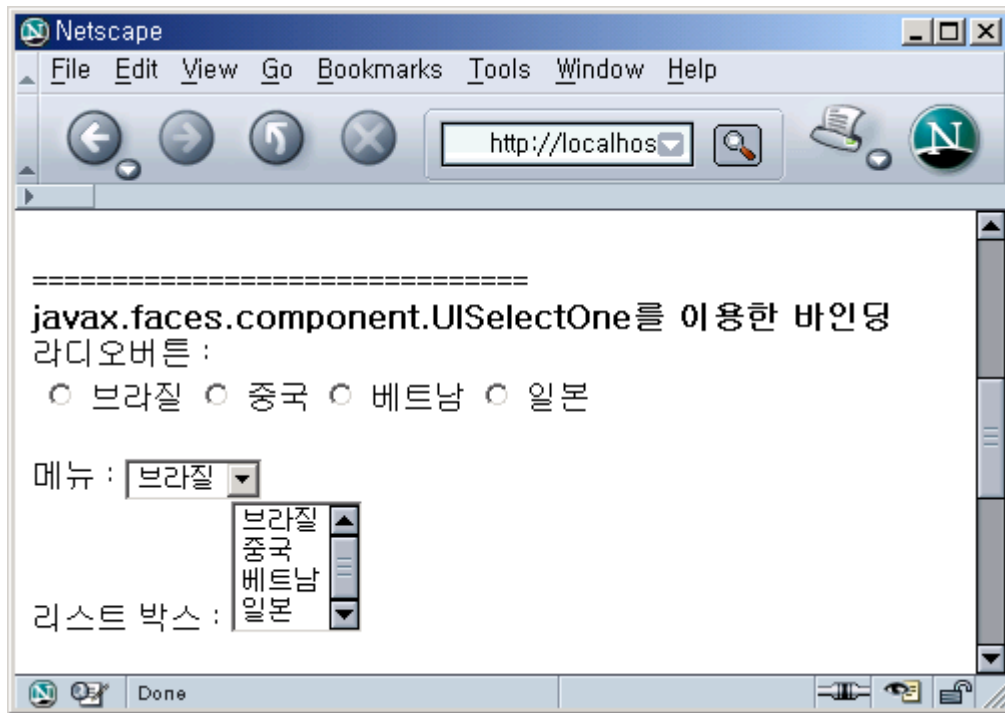 Netscape
File Edit View Go Bookmarks Tools Window Help
http://localhos
N
===============================
javax.faces.component.UISelectOne를 이용한 바인딩
라디오버튼 :
브라질 중국 베트남 일본
메뉴 : 브라질
브라질
중국
베트남
일본
리스트 박스 :
Done